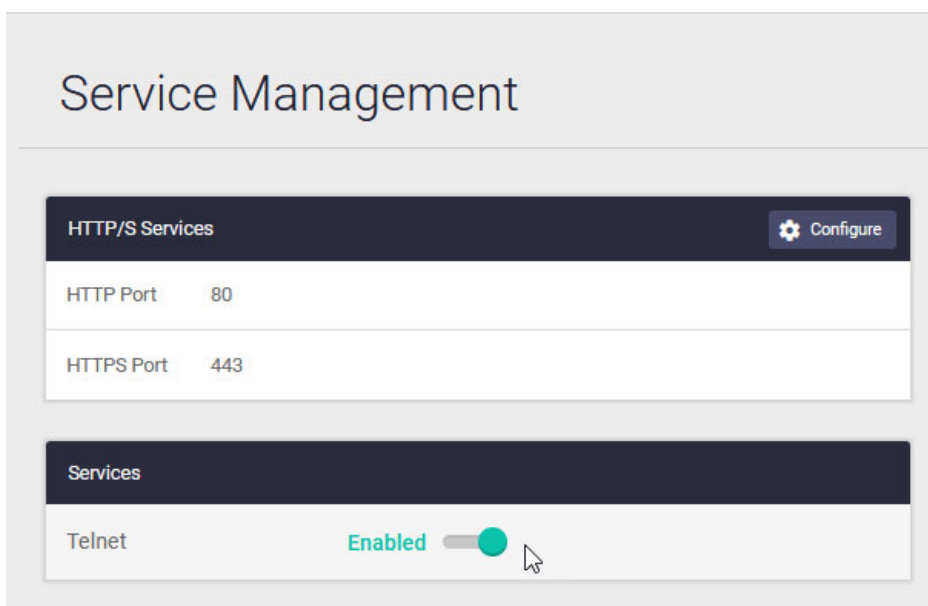 Service Management
HTTP/S Services Configure
HTTP Port 80
HTTPS Port 443
Services
Telnet Enabled